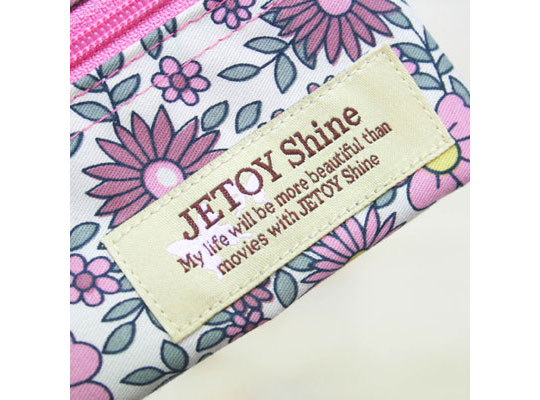 JETOY Shine
My life will be more beautiful than
movies with JETOY Shine